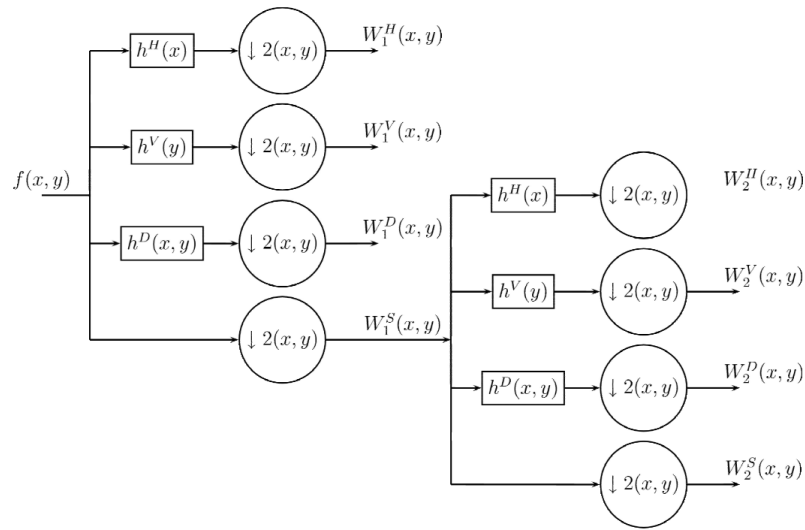 h^H(x)
↓ 2(x, y)
W_1^H(x, y)
h^V(y)
↓ 2(x, y)
W_1^V(x, y)
f(x, y)
h^D(x, y)
↓ 2(x, y)
W_1^D(x, y)
↓ 2(x, y)
W_1^S(x, y)
h^H(x)
↓ 2(x, y)
W_2^H(x, y)
h^V(y)
↓ 2(x, y)
W_2^V(x, y)
h^D(x, y)
↓ 2(x, y)
W_2^D(x, y)
↓ 2(x, y)
W_2^S(x, y)